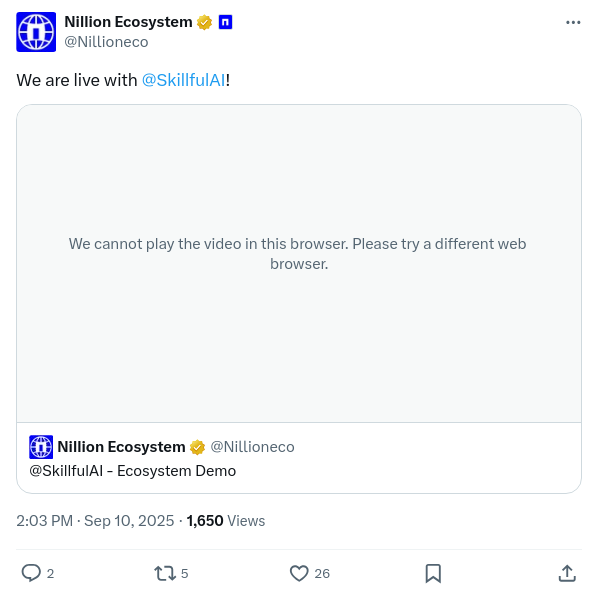 Nillion Ecosystem
@Nillioneco
We are live with @SkillfulAI!
We cannot play the video in this browser. Please try a different web
browser.
Nillion Ecosystem @Nillioneco
@SkillfulAI - Ecosystem Demo
2:03 PM · Sep 10, 2025 · 1,650 Views
2 5 26